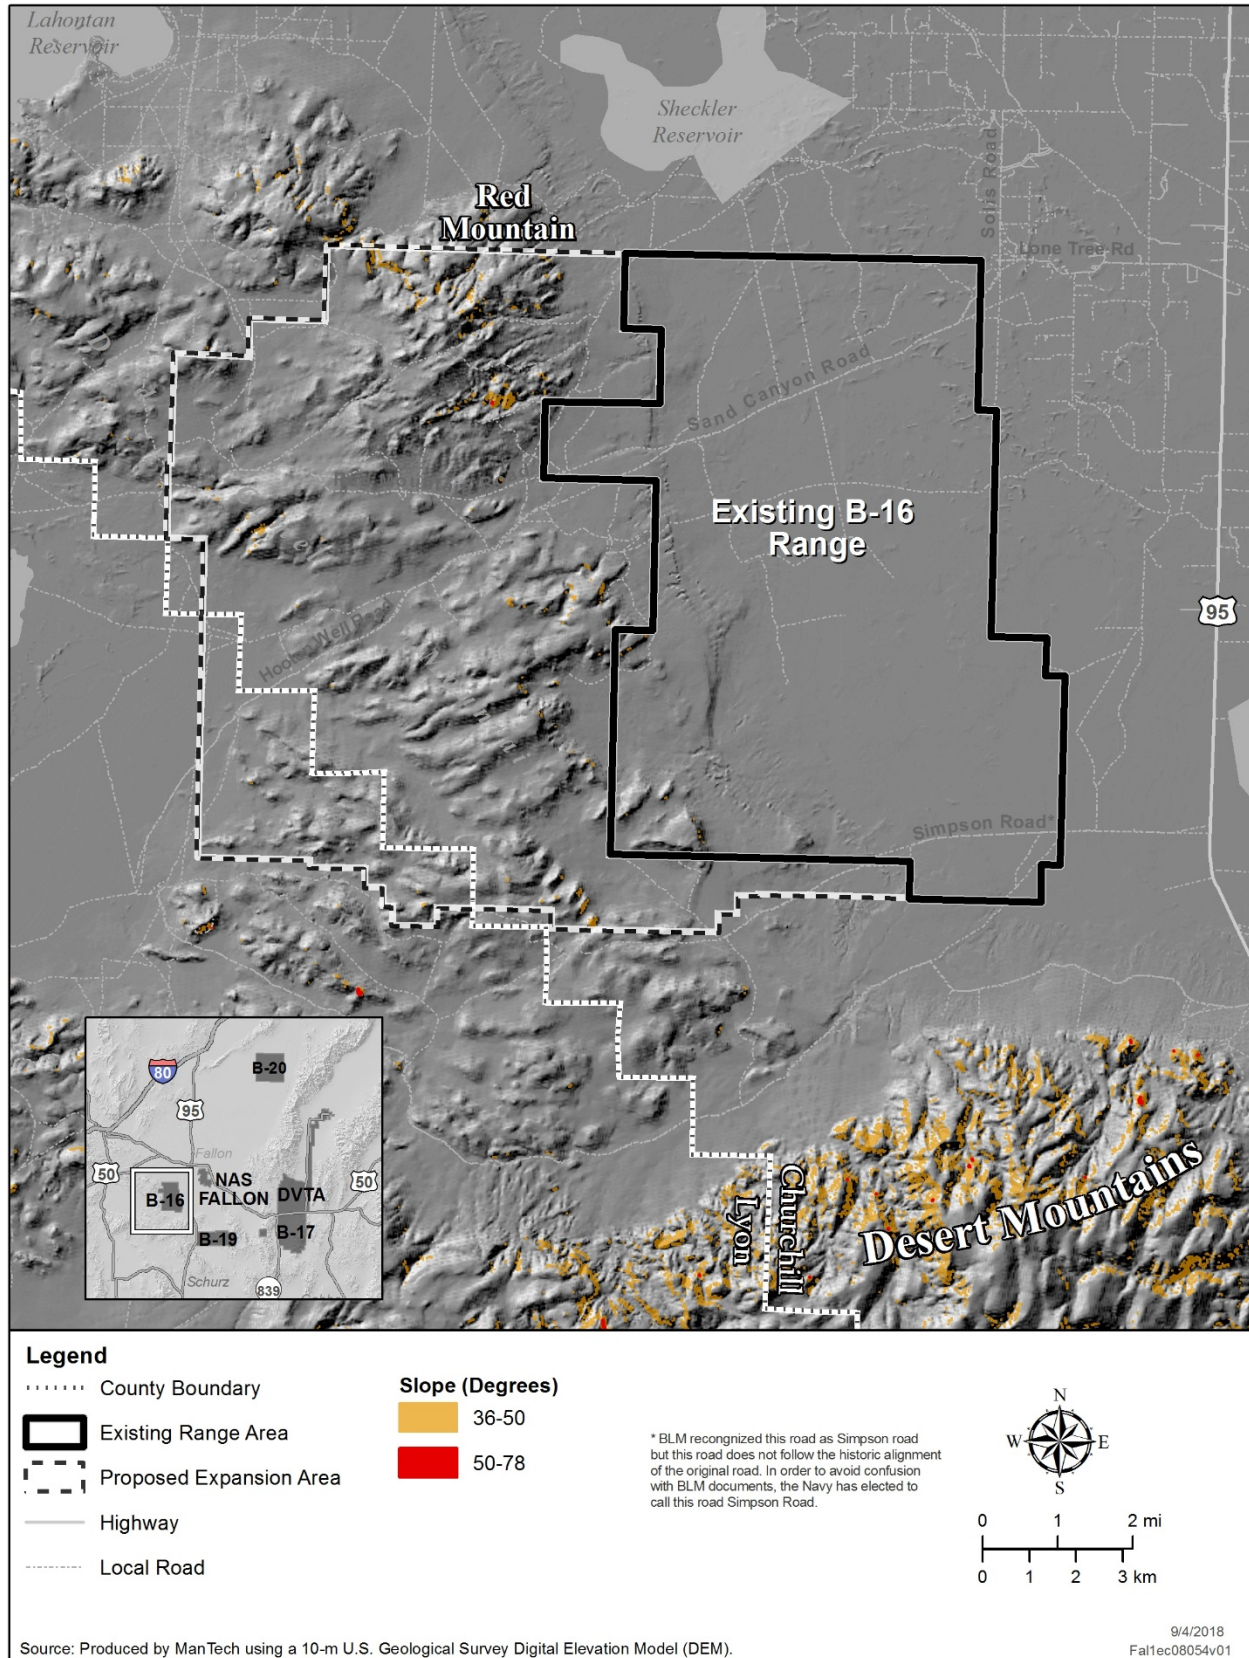 Lahontan
Reservoir
Sheckler
Reservoir
Red
Mountain
Solias Road
Lone Tree Rd
Sand Canyon Road
Existing B-16
Range
95
Hooten Well Road
Simpson Road*
Churchill
Lyon
Desert Mountains
80
B-20
95
Fallon
50
NAS
FALLON
DVTA
50
B-16
B-19
B-17
Schurz
839
Legend
County Boundary
Existing Range Area
Proposed Expansion Area
Highway
Local Road
Slope (Degrees)
36-50
50-78
* BLM recongnized this road as Simpson road
but this road does not follow the historic alignment
of the original road. In order to avoid confusion
with BLM documents, the Navy has elected to
call this road Simpson Road.
N
W
E
S
0 1 2 mi
0 1 2 3 km
9/4/2018
Fal1ec08054v01
Source: Produced by ManTech using a 10-m U.S. Geological Survey Digital Elevation Model (DEM).